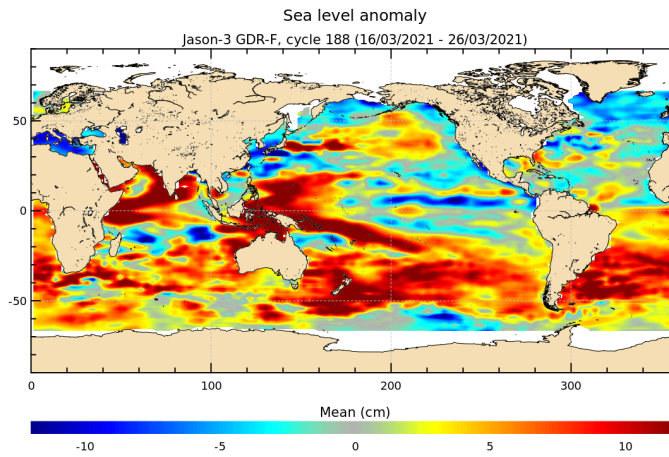 Sea level anomaly
Jason-3 GDR-F, cycle 188 (16/03/2021 - 26/03/2021)
50
0
-50
0 100 200 300
Mean (cm)
-10 -5 0 5 10